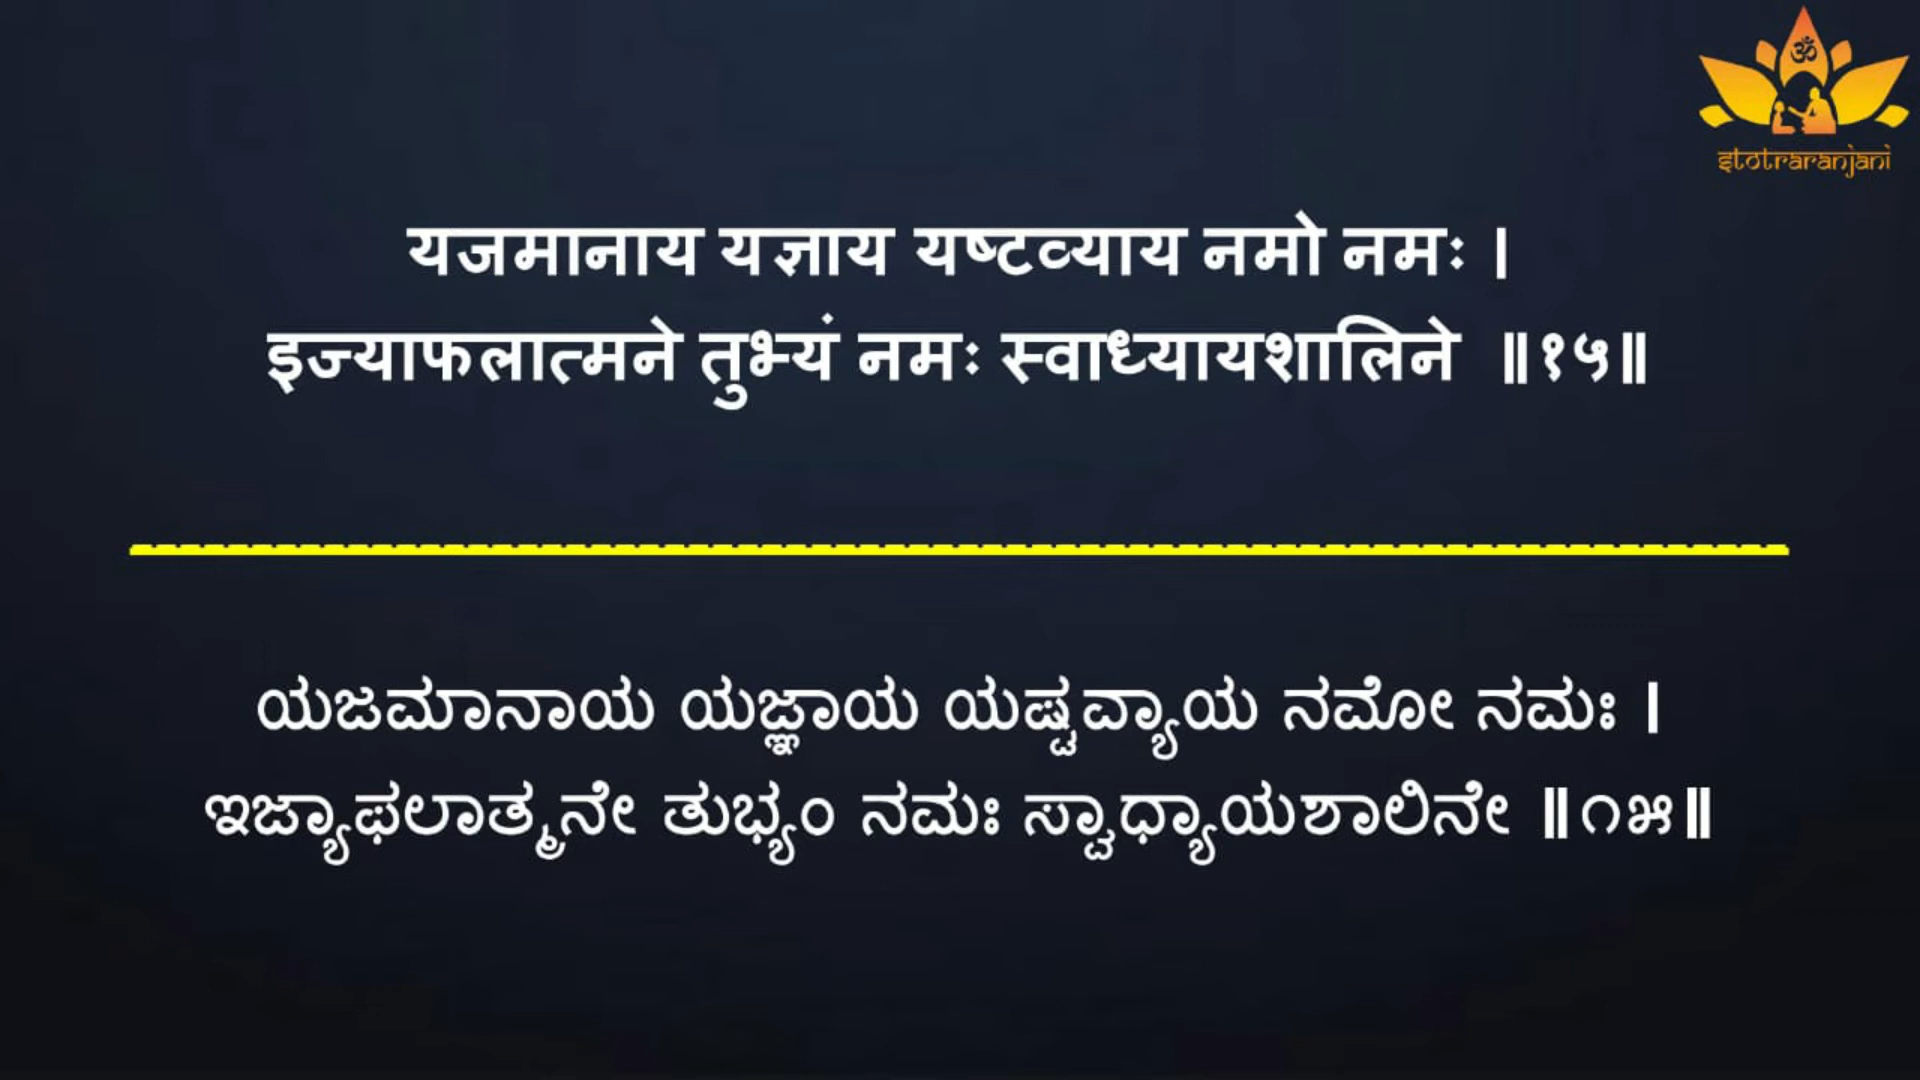 ॐ
stotraranjani
यजमानाय यज्ञाय यष्टव्याय नमो नमः ।
इज्याफलात्मने तुभ्यं नमः स्वाध्यायशालिने ॥१५॥
ಯಜಮಾನಾಯ ಯಜ್ಞಾಯ ಯಷ್ಟವ್ಯಾಯ ನಮೋ ನಮಃ ।
ಇಜ್ಯಾಫಲಾತ್ಮನೇ ತುಭ್ಯಂ ನಮಃ ಸ್ವಾಧ್ಯಾಯಶಾಲಿನೇ ॥೧೫॥